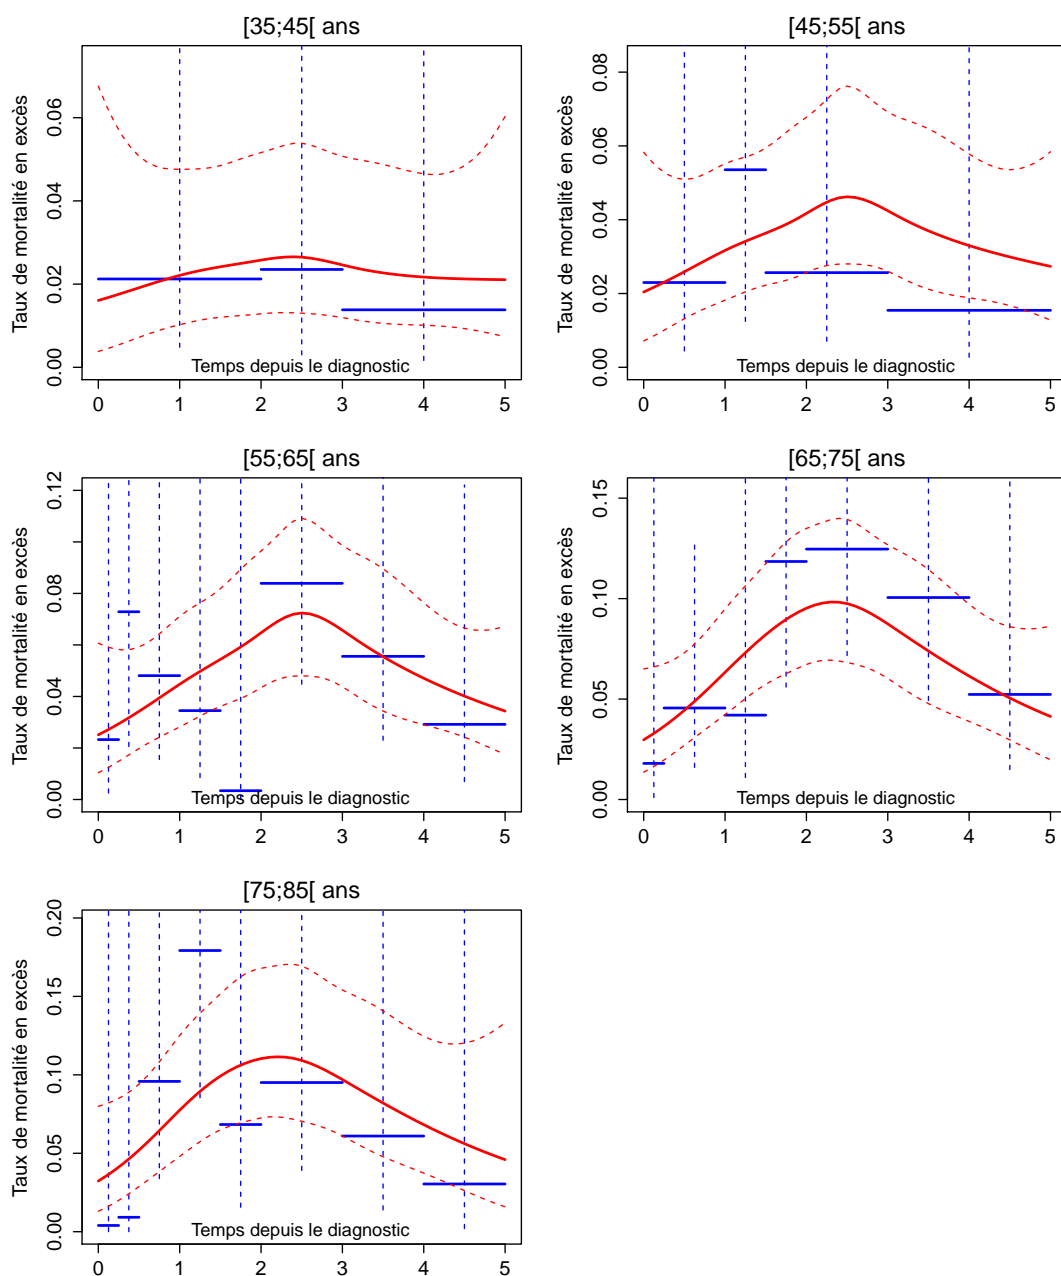 [35;45[ ans
Taux de mortalité en excès
0.00 0.02 0.04 0.06
Temps depuis le diagnostic
0 1 2 3 4 5
[45;55[ ans
Taux de mortalité en excès
0.00 0.02 0.04 0.06 0.08
Temps depuis le diagnostic
0 1 2 3 4 5
[55;65[ ans
Taux de mortalité en excès
0.00 0.04 0.08 0.12
Temps depuis le diagnostic
0 1 2 3 4 5
[65;75[ ans
Taux de mortalité en excès
0.00 0.05 0.10 0.15
Temps depuis le diagnostic
0 1 2 3 4 5
[75;85[ ans
Taux de mortalité en excès
0.00 0.05 0.10 0.15 0.20
Temps depuis le diagnostic
0 1 2 3 4 5